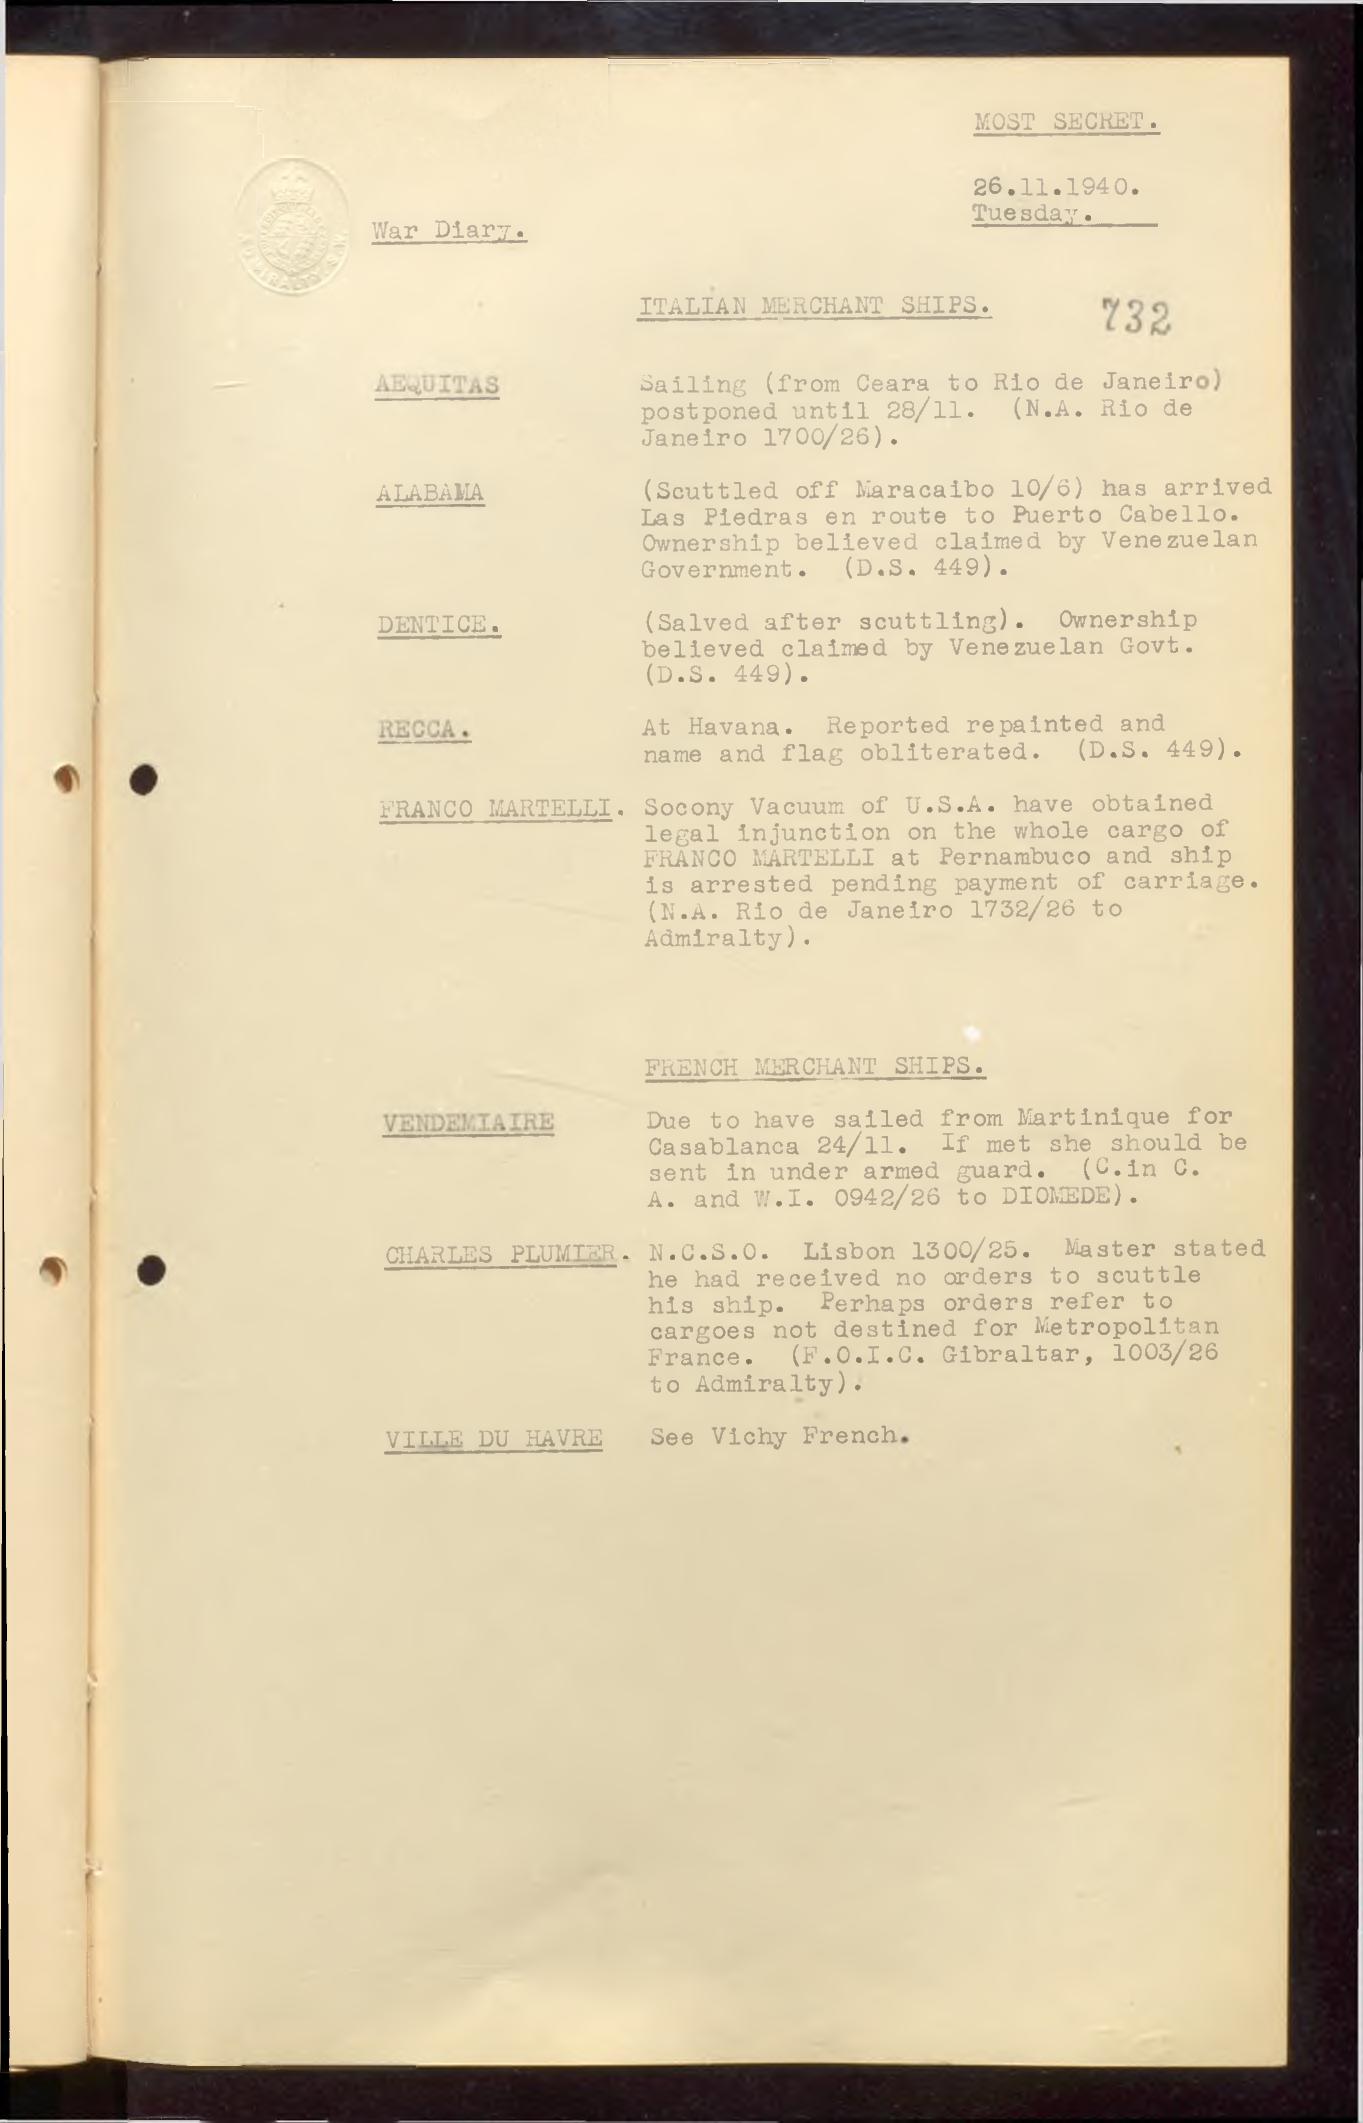 MOST SECRET.
26.11.1940.
Tuesday.
War Diary.
ITALIAN MERCHANT SHIPS.
732
AEQUITAS Sailing (from Ceara to Rio de Janeiro)
postponed until 28/11. (N.A. Rio de
Janeiro 1700/26).
ALABAMA (Scuttled off Maracaibo 10/6) has arrived
Las Piedras en route to Puerto Cabello.
Ownership believed claimed by Venezuelan
Government. (D.S. 449).
DENTICE. (Salved after scuttling). Ownership
believed claimed by Venezuelan Govt.
(D.S. 449).
RECCA. At Havana. Reported repainted and
name and flag obliterated. (D.S. 449).
FRANCO MARTELLI. Socony Vacuum of U.S.A. have obtained
legal injunction on the whole cargo of
FRANCO MARTELLI at Pernambuco and ship
is arrested pending payment of carriage.
(N.A. Rio de Janeiro 1732/26 to
Admiralty).
FRENCH MERCHANT SHIPS.
VENDEMIAIRE Due to have sailed from Martinique for
Casablanca 24/11. If met she should be
sent in under armed guard. (C.in C.
A. and W.I. 0942/26 to DIOMEDE).
CHARLES PLUMIER. N.C.S.O. Lisbon 1300/25. Master stated
he had received no orders to scuttle
his ship. Perhaps orders refer to
cargoes not destined for Metropolitan
France. (F.O.I.C. Gibraltar, 1003/26
to Admiralty).
VILLE DU HAVRE See Vichy French.